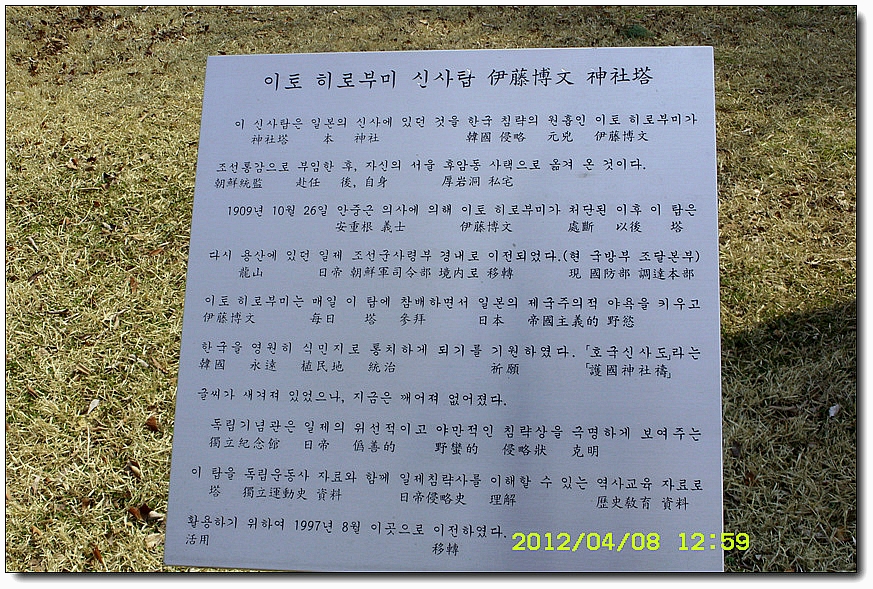 이토 히로부미 신사탑 伊藤博文 神社塔
이 신사탑은 일본의 신사에 있던 것을 한국 침략의 원흉인 이토 히로부미가
神社塔 本 神社 韓國 侵略 元兇 伊藤博文
조선통감으로 부임한 후, 자신의 서울 후암동 사택으로 옮겨 온 것이다.
朝鮮統監 赴任 後, 自身 厚岩洞 私宅
1909년 10월 26일 안중근 의사에 의해 이토 히로부미가 처단된 이후 이 탑은
安重根 義士 伊藤博文 處斷 以後 塔
다시 용산에 있던 일제 조선군사령부 경내로 이전되었다.(현 국방부 조달본부)
龍山 日帝 朝鮮軍司令部 境内로 移轉 現 國防部 調達本部
이토 히로부미는 매일 이 탑에 참배하면서 일본의 제국주의적 야욕을 키우고
伊藤博文 每日 塔 參拜 日本 帝國主義的 野慾
한국을 영원히 식민지로 통치하게 되기를 기원하였다. 「호국신사도」라는
韓國 永遠 植民地 統治 祈願 「護國神社禱」
글씨가 새겨져 있었으나, 지금은 깨어져 없어졌다.
독립기념관은 일제의 위선적이고 야만적인 침략상을 극명하게 보여주는
獨立紀念館 日帝 僞善的 野蠻的 侵略狀 克明
이 탑을 독립운동사 자료와 함께 일제침략사를 이해할 수 있는 역사교육 자료로
塔 獨立運動史 資料 日帝侵略史 理解 歷史敎育 資料
활용하기 위하여 1997년 8월 이곳으로 이전하였다.
活用 移轉
2012/04/08 12:59